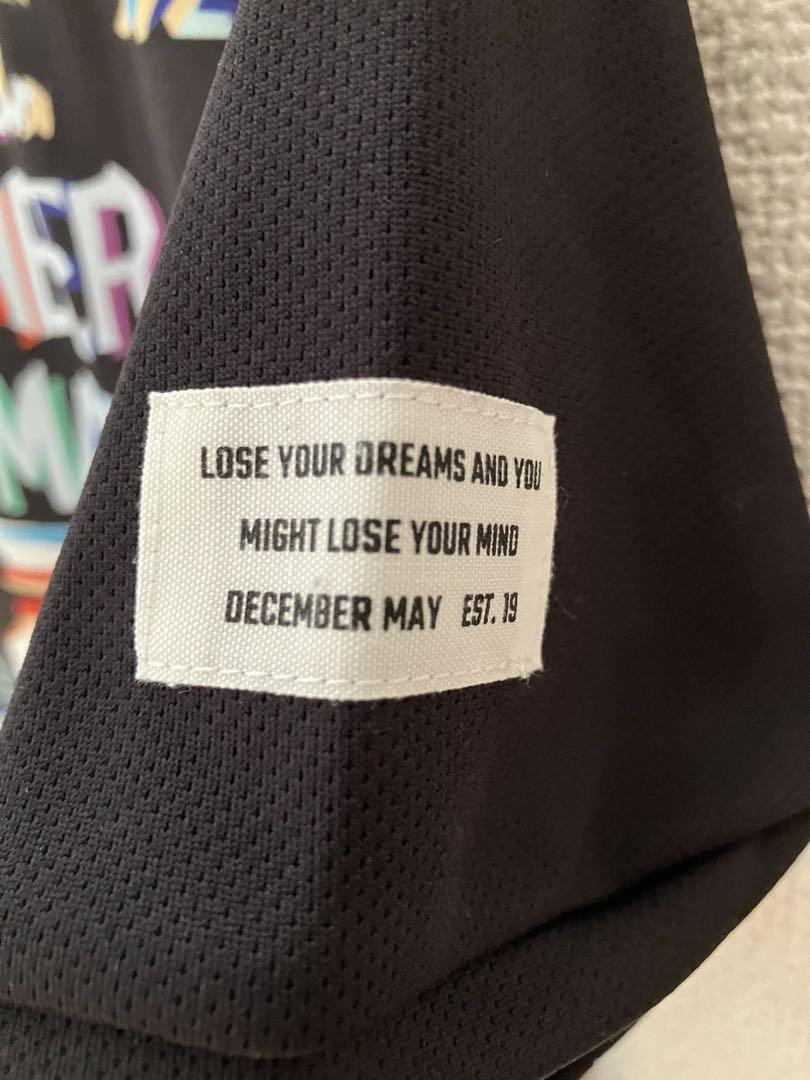 LOSE YOUR DREAMS AND YOU
MIGHT LOSE YOUR MIND
DECEMBER MAY EST. 19